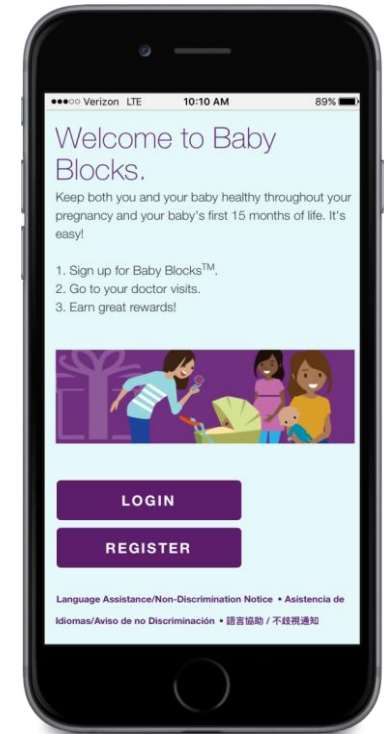 Verizon LTE 10:10 AM 89%
Welcome to Baby
Blocks.
Keep both you and your baby healthy throughout your
pregnancy and your baby's first 15 months of life. It's
easy!
1. Sign up for Baby Blocks™.
2. Go to your doctor visits.
3. Earn great rewards!
LOGIN
REGISTER
Language Assistance/Non-Discrimination Notice • Asistencia de
Idiomas/Aviso de no Discriminación • 語言協助 / 不歧視通知